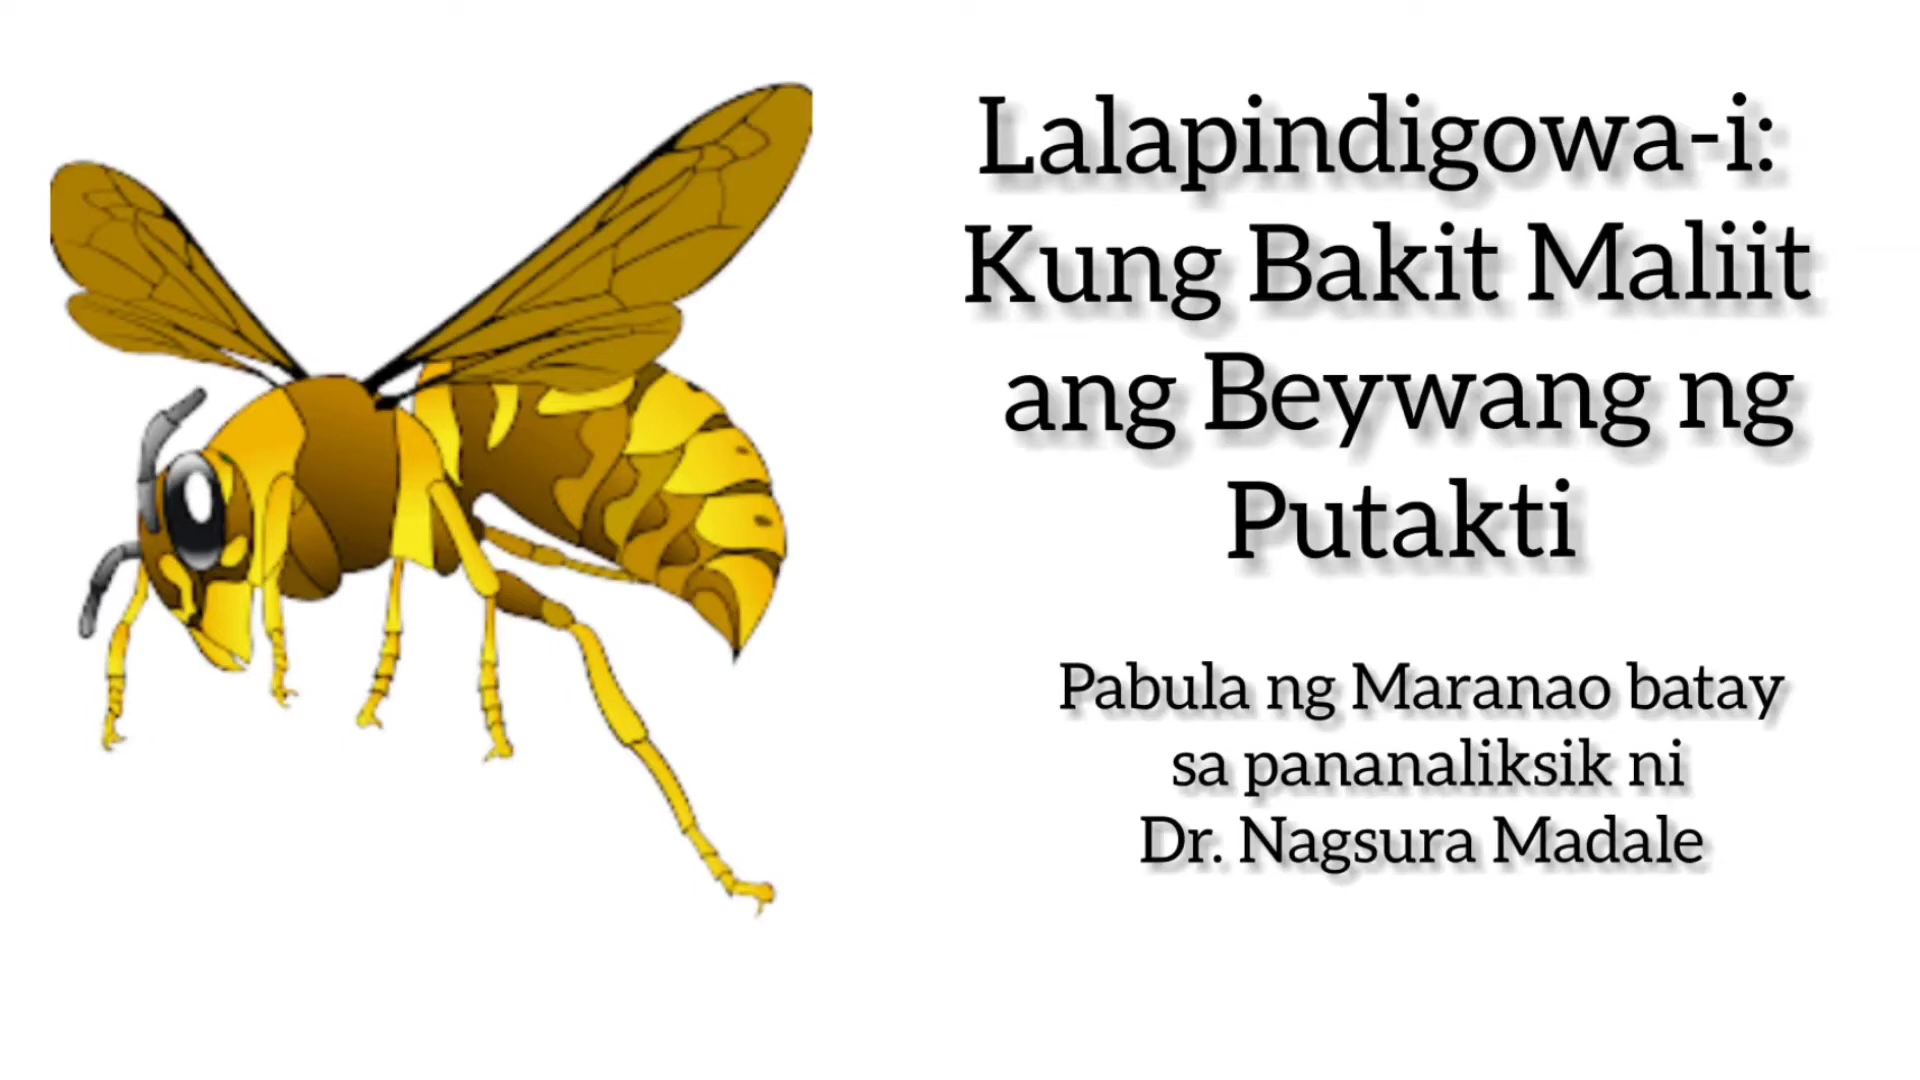 Lalapindigowa-i:
Kung Bakit Maliit
ang Beywang ng
Putakti
Pabula ng Maranao batay
sa pananaliksik ni
Dr. Nagsura Madale